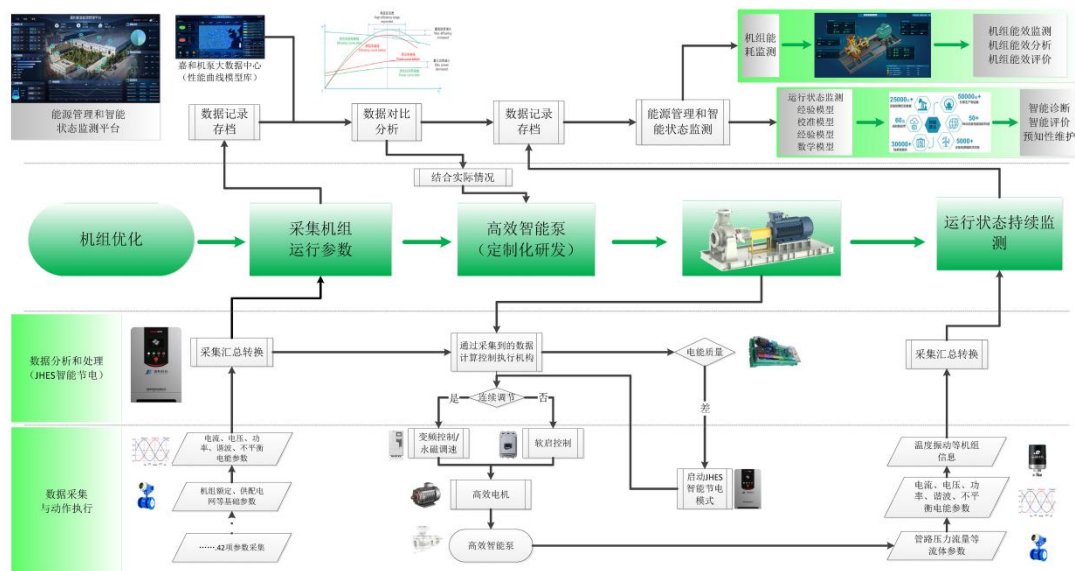 嘉和机泵大数据中心
（性能曲线模型库）
能源管理和智能
状态监测平台
数据记录
存档
数据对比
分析
数据记录
存档
能源管理和智
能状态监测
机组能
耗监测
机组能效监测
机组能效分析
机组能效评价
运行状态监测
经验模型
校准模型
经验模型
数学模型
25000+
50000+
60
50+
30000+
5000+
智能诊断
智能评价
预知性维护
结合实际情况
机组优化
采集机组
运行参数
高效智能泵
（定制化研发）
运行状态持续监
测
数据分析和处理
（JHES智能节电）
采集汇总转换
通过采集到的数据
计算控制执行机构
电能质量
采集汇总转换
连续调节
是
否
差
数据采集
与动作执行
电流、电压、功
率、谐波、不平衡
电能参数
机组额定、供配电
网等基础参数
……42项参数采集
变频控制/
永磁调速
软启控制
高效电机
高效智能泵
启动JHES
智能节电
模式
温度振动等机组
信息
电流、电压、功
率、谐波、不平
衡电能参数
管路压力流量等
流体参数